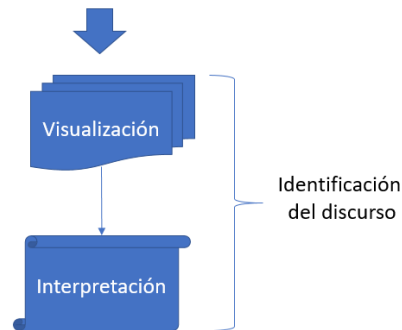 Visualización
Identificación
del discurso
Interpretación